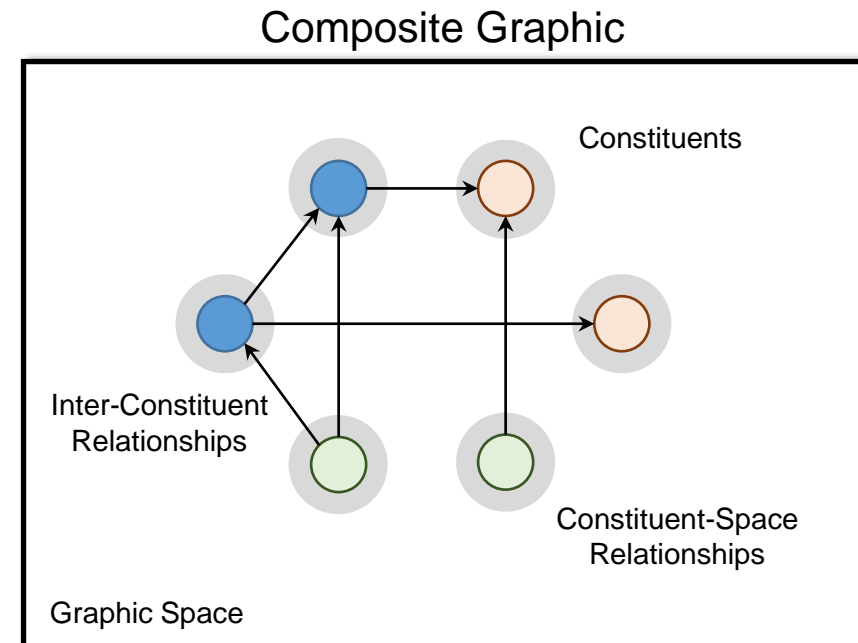 Composite Graphic
Constituents
Inter-Constituent
Relationships
Constituent-Space
Relationships
Graphic Space